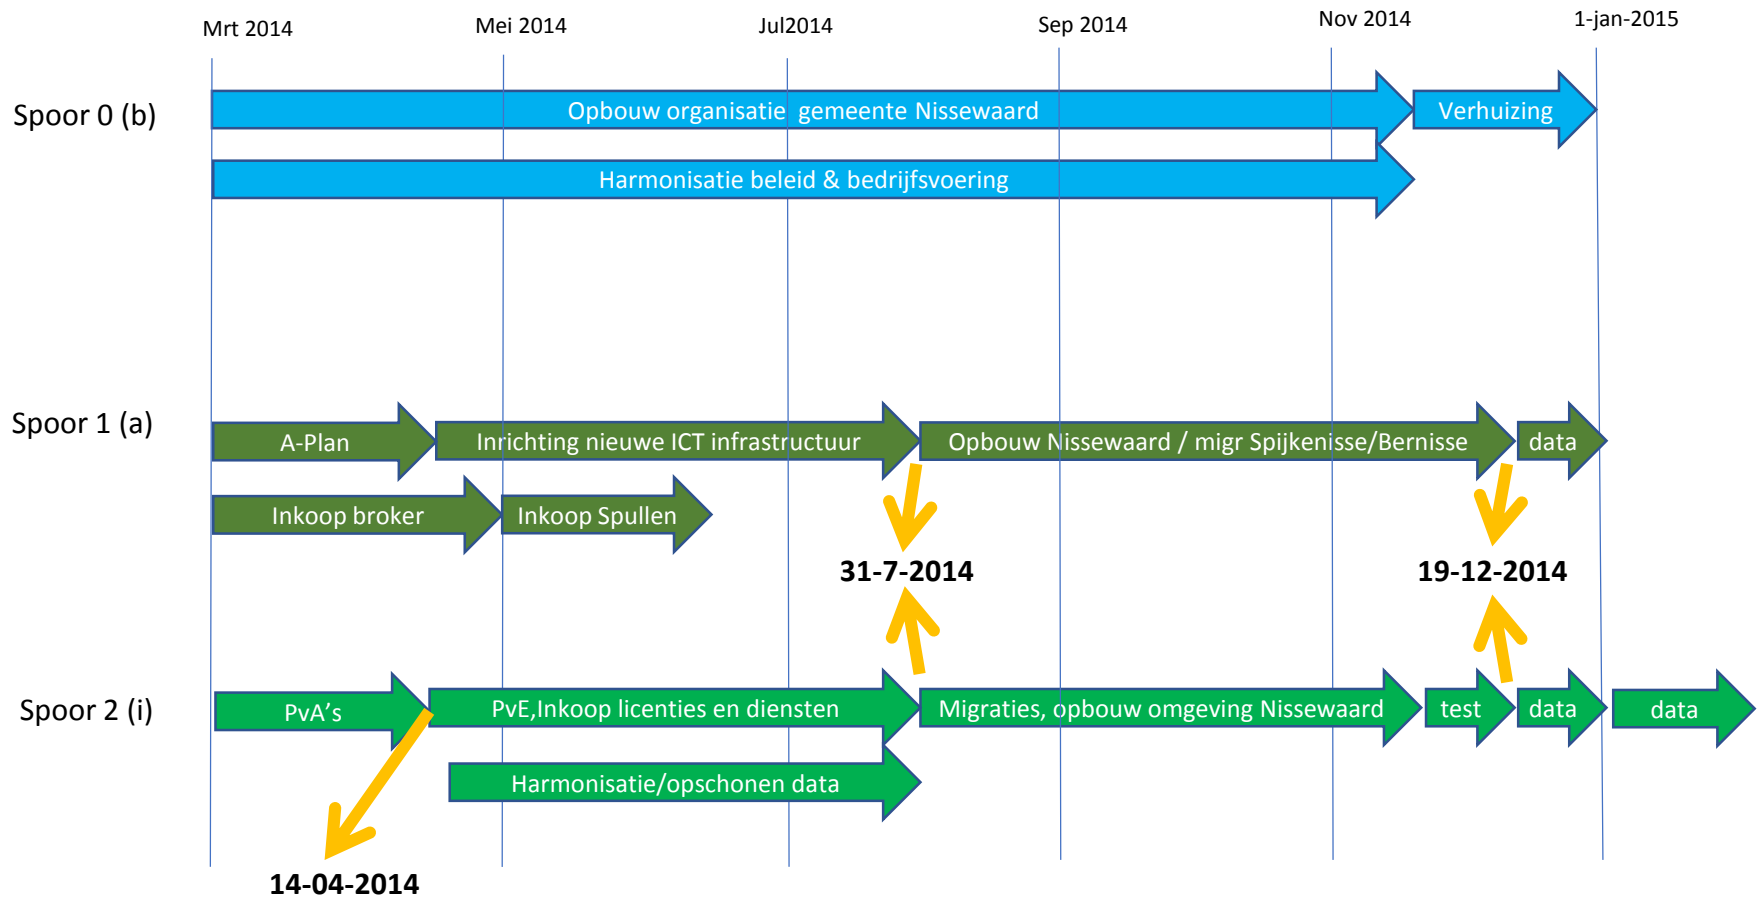 Mrt 2014
Mei 2014
Jul2014
Sep 2014
Nov 2014
1-jan-2015
Spoor 0 (b)
Opbouw organisatie gemeente Nissewaard
Verhuizing
Harmonisatie beleid & bedrijfsvoering
Spoor 1 (a)
A-Plan
Inrichting nieuwe ICT infrastructuur
Opbouw Nissewaard / migr Spijkenisse/Bernisse
data
Inkoop broker
Inkoop Spullen
31-7-2014
19-12-2014
Spoor 2 (i)
PvA's
PvE,Inkoop licenties en diensten
Migraties, opbouw omgeving Nissewaard
test
data
data
Harmonisatie/opschonen data
14-04-2014